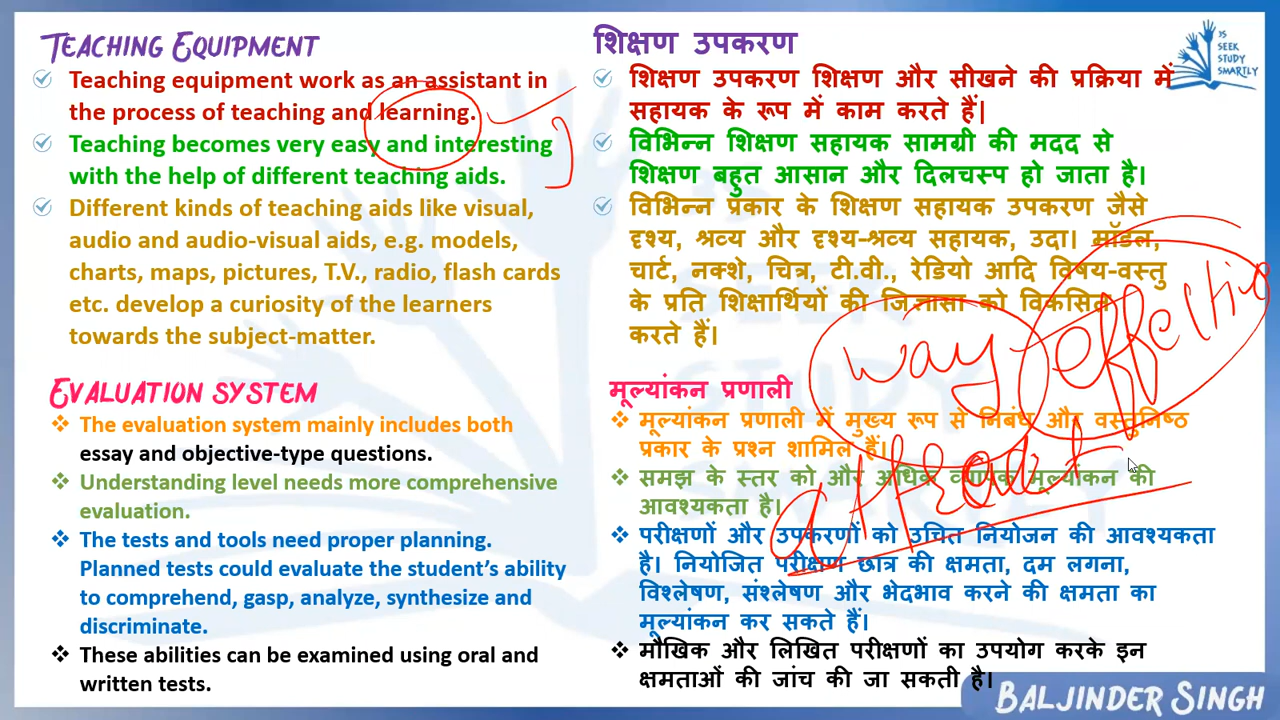 TEACHING EQUIPMENT
Teaching equipment work as an assistant in
the process of teaching and learning.
Teaching becomes very easy and interesting
with the help of different teaching aids.
Different kinds of teaching aids like visual,
audio and audio-visual aids, e.g. models,
charts, maps, pictures, T.V., radio, flash cards
etc. develop a curiosity of the learners
towards the subject-matter.
EVALUATION SYSTEM
The evaluation system mainly includes both
essay and objective-type questions.
Understanding level needs more comprehensive
evaluation.
The tests and tools need proper planning.
Planned tests could evaluate the student’s ability
to comprehend, gasp, analyze, synthesize and
discriminate.
These abilities can be examined using oral and
written tests.
शिक्षण उपकरण
शिक्षण उपकरण शिक्षण और सीखने की प्रक्रिया में
सहायक के रूप में काम करते हैं|
विभिन्न शिक्षण सहायक सामग्री की मदद से
शिक्षण बहुत आसान और दिलचस्प हो जाता है।
विभिन्न प्रकार के शिक्षण सहायक उपकरण जैसे
दृश्य, श्रव्य और दृश्य-श्रव्य सहायक, उदा। मॉडल,
चार्ट, नक्शे, चित्र, टी.वी., रेडियो आदि विषय-वस्तु
के प्रति शिक्षार्थियों की जिज्ञासा को विकसित
करते हैं।
मूल्यांकन प्रणाली
मूल्यांकन प्रणाली में मुख्य रूप से निबंध और वस्तुनिष्ठ
प्रकार के प्रश्न शामिल हैं।
समझ के स्तर को और अधिक व्यापक मूल्यांकन की
आवश्यकता है।
परीक्षणों और उपकरणों को उचित नियोजन की आवश्यकता
है। नियोजित परीक्षण छात्र की क्षमता, दम लगना,
विश्लेषण, संश्लेषण और भेदभाव करने की क्षमता का
मूल्यांकन कर सकते हैं।
मौखिक और लिखित परीक्षणों का उपयोग करके इन
क्षमताओं की जांच की जा सकती है।
way effective
JS
SEEK
STUDY
SMARTLY
BALJINDER SINGH